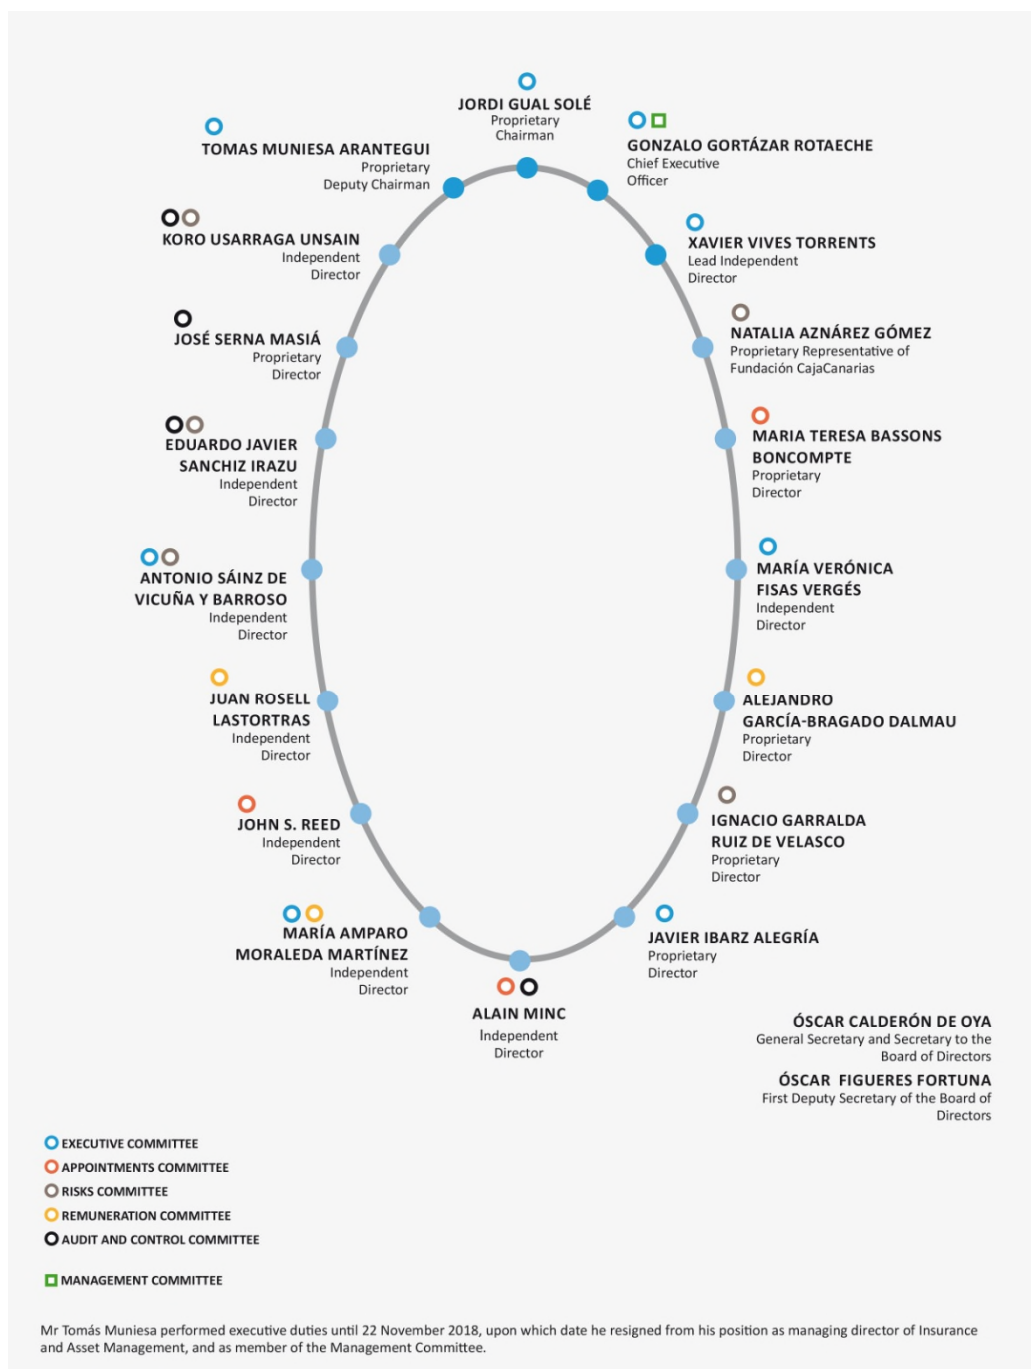 JORDI GUAL SOLÉ
Proprietary
Chairman
GONZALO GORTÁZAR ROTAECHE
Chief Executive
Officer
XAVIER VIVES TORRENTS
Lead Independent
Director
NATALIA AZNÁREZ GÓMEZ
Proprietary Representative of
Fundación CajaCanarias
MARIA TERESA BASSONS
BONCOMPTE
Proprietary
Director
MARÍA VERÓNICA
FISAS VERGÉS
Independent
Director
ALEJANDRO
GARCÍA-BRAGADO DALMAU
Proprietary
Director
IGNACIO GARRALDA
RUIZ DE VELASCO
Proprietary
Director
JAVIER IBARZ ALEGRÍA
Proprietary
Director
ALAIN MINC
Independent
Director
MARÍA AMPARO
MORALEDA MARTÍNEZ
Independent
Director
JOHN S. REED
Independent
Director
JUAN ROSELL
LASTORTRAS
Independent
Director
ANTONIO SÁINZ DE
VICUÑA Y BARROSO
Independent
Director
EDUARDO JAVIER
SANCHIZ IRAZU
Independent
Director
JOSÉ SERNA MASIÁ
Proprietary
Director
KORO USARRAGA UNSAIN
Independent
Director
TOMAS MUNIESA ARANTEGUI
Proprietary
Deputy Chairman
ÓSCAR CALDERÓN DE OYA
General Secretary and Secretary to the
Board of Directors
ÓSCAR FIGUERES FORTUNA
First Deputy Secretary of the Board of
Directors
EXECUTIVE COMMITTEE
APPOINTMENTS COMMITTEE
RISKS COMMITTEE
REMUNERATION COMMITTEE
AUDIT AND CONTROL COMMITTEE
MANAGEMENT COMMITTEE
Mr Tomás Muniesa performed executive duties until 22 November 2018, upon which date he resigned from his position as managing director of Insurance
and Asset Management, and as member of the Management Committee.